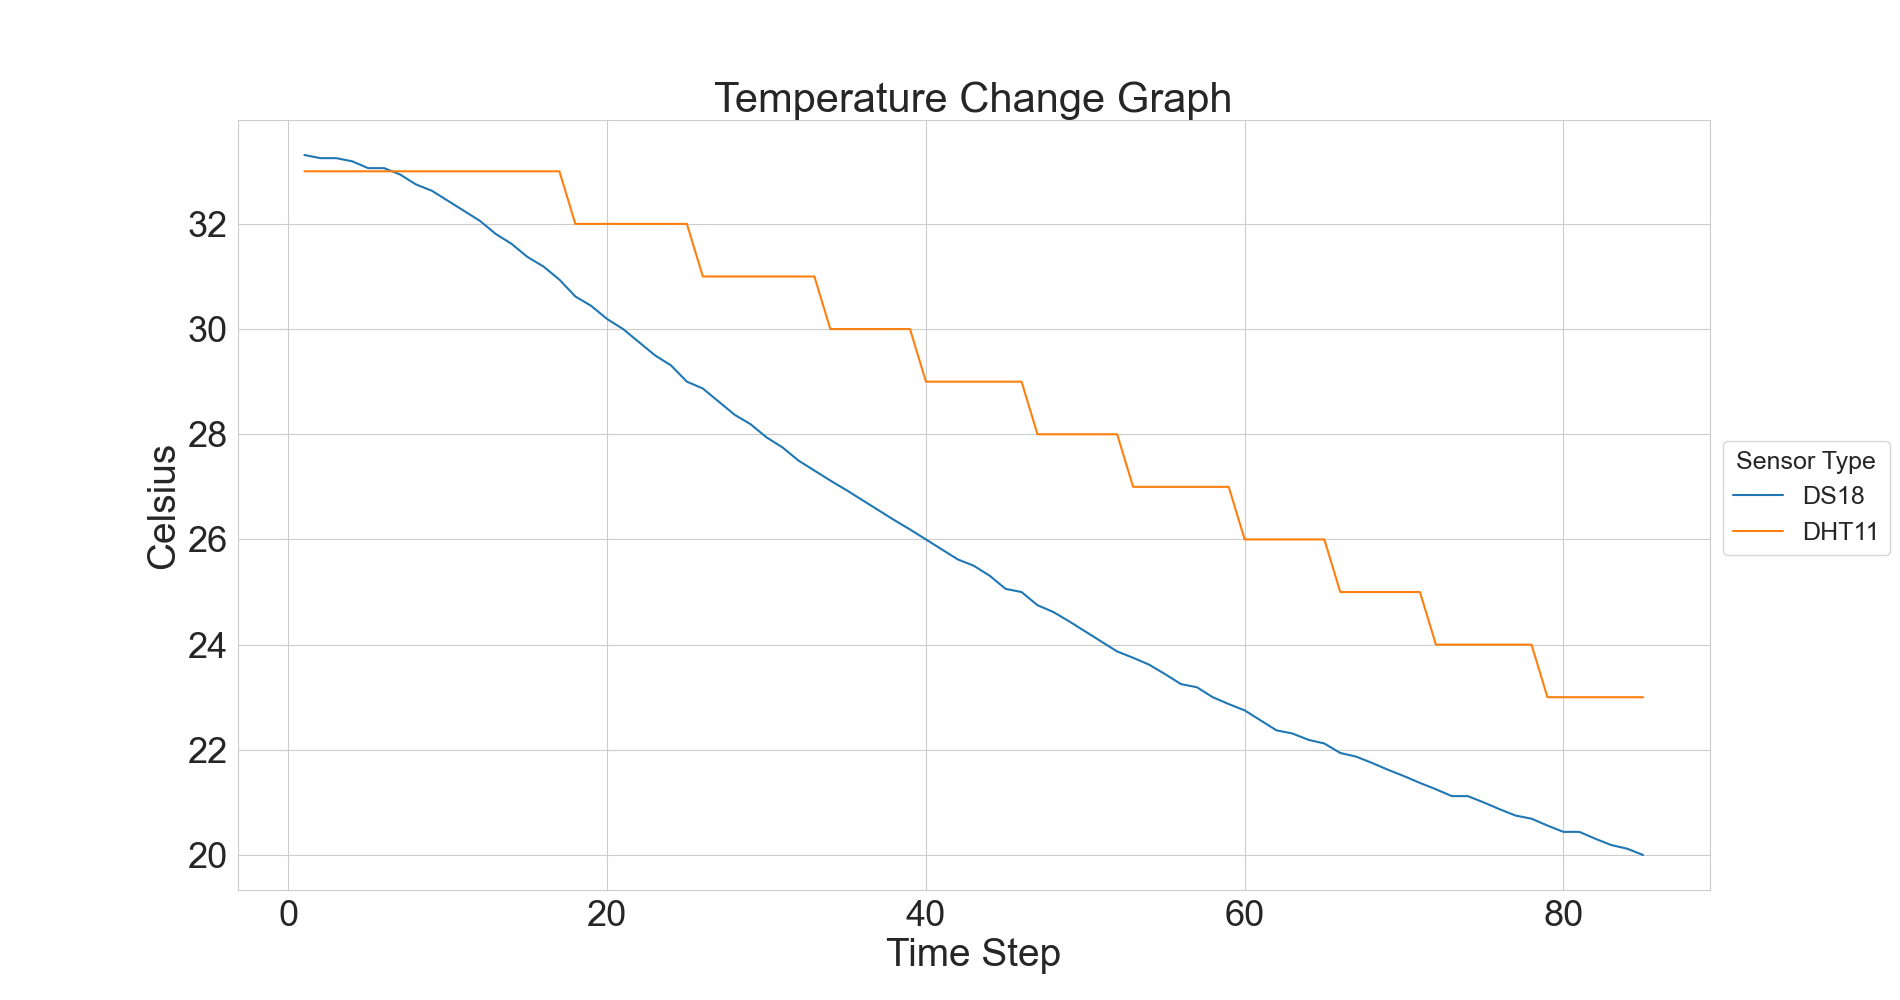 Temperature Change Graph
32
30
28
26
24
22
20
Celsius
0 20 40 60 80
Time Step
Sensor Type
DS18
DHT11